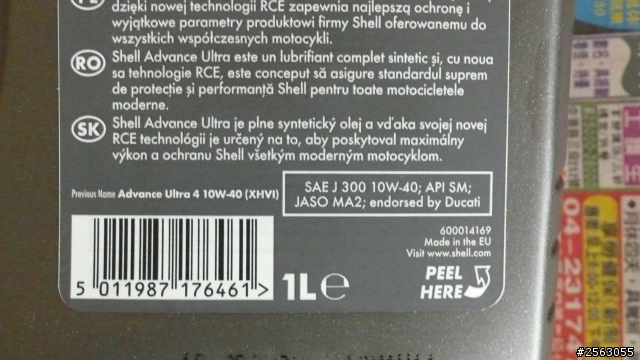 dzięki nowej technologii RCE zapewnia najlepszą ochronę i
wyjątkowe parametry produktowi firmy Shell oferowanemu do
wszystkich współczesnych motocykli.
RO
Shell Advance Ultra este un lubrifiant complet sintetic și, cu noua
sa tehnologie RCE, este conceput să asigure standardul suprem
de protecție și performanță Shell pentru toate motocicletele
moderne.
SK
Shell Advance Ultra je plne syntetický olej a vďaka svojej novej
RCE technológii je určený na to, aby poskytoval maximálny
výkon a ochranu Shell všetkým moderným motocyklom.
Previous Name Advance Ultra 4 10W-40 (XHVI)
SAE J 300 10W-40; API SM;
JASO MA2; endorsed by Ducati
600014169
Made in the EU
Visit www.shell.com
5 011987 176461 >
1L e
PEEL
HERE
04-23174
#2563055